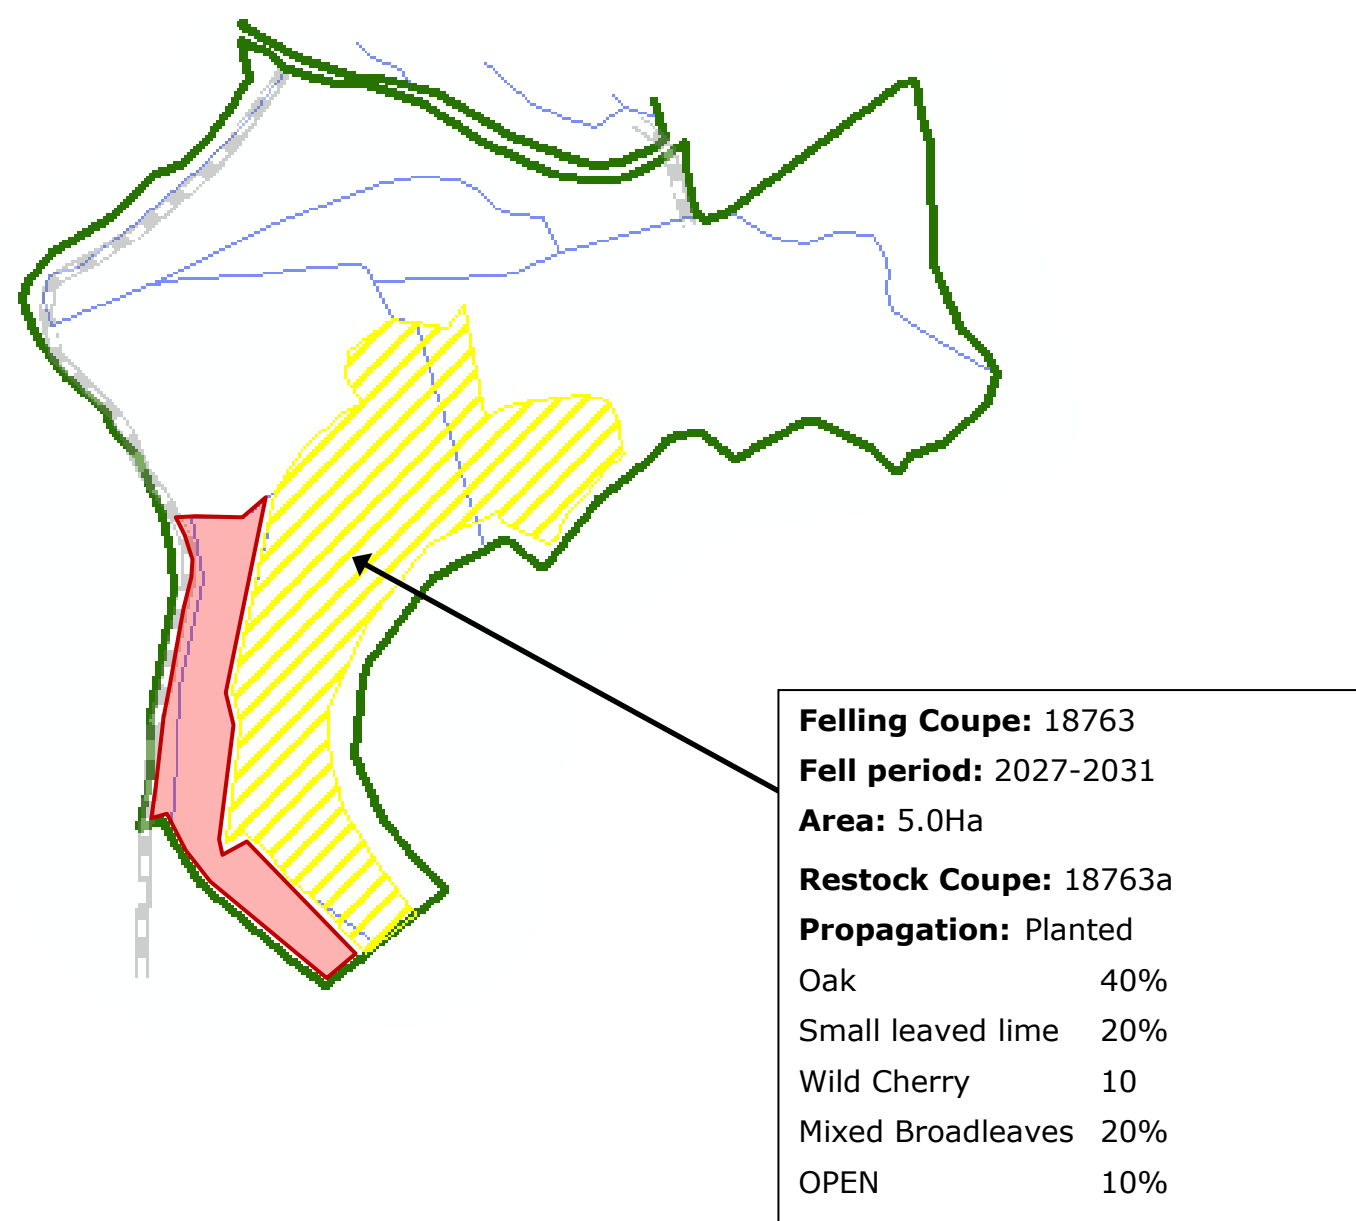 Felling Coupe: 18763
Fell period: 2027-2031
Area: 5.0Ha
Restock Coupe: 18763a
Propagation: Planted
Oak 40%
Small leaved lime 20%
Wild Cherry 10
Mixed Broadleaves 20%
OPEN 10%